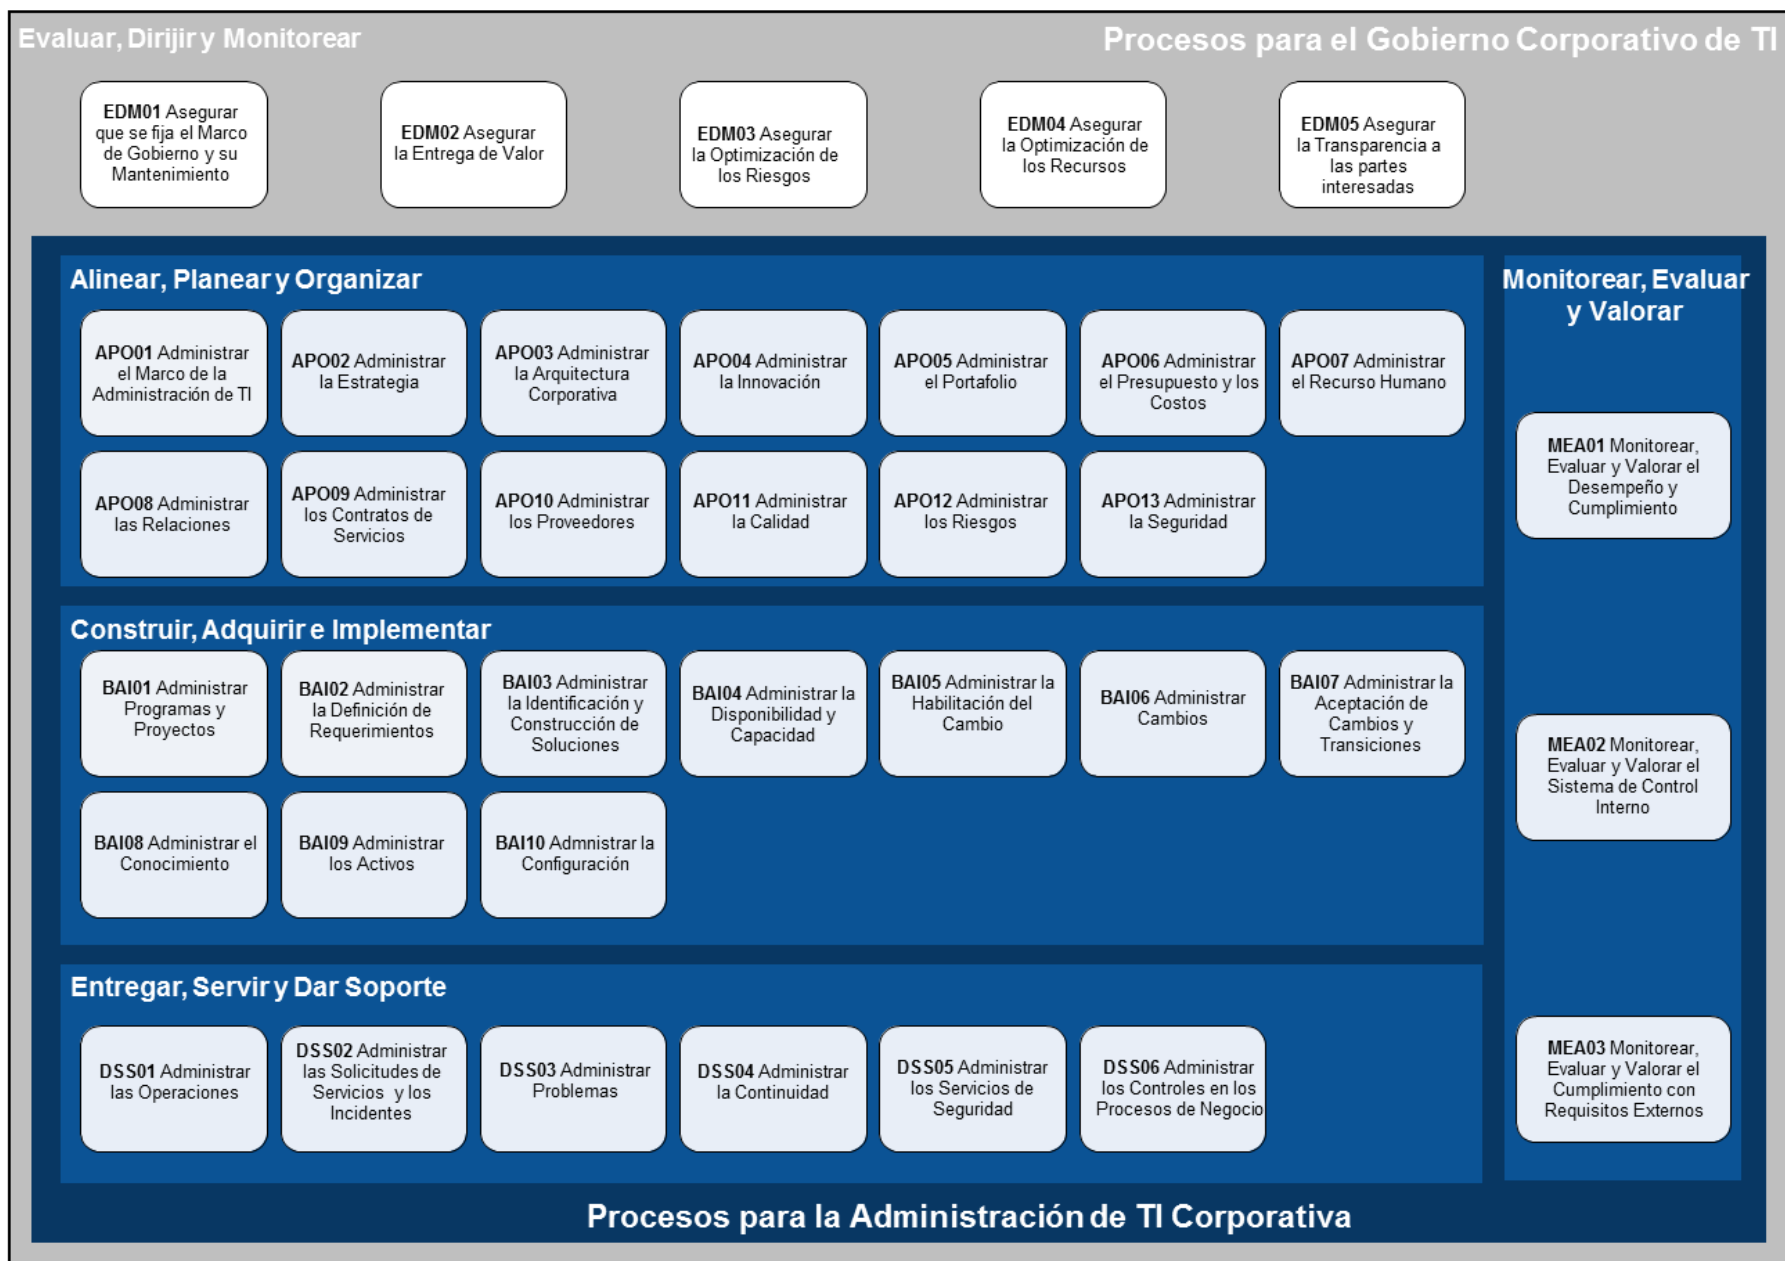 Evaluar, Dirijir y Monitorear
Procesos para el Gobierno Corporativo de TI
EDM01 Asegurar
que se fija el Marco
de Gobierno y su
Mantenimiento
EDM02 Asegurar
la Entrega de Valor
EDM03 Asegurar
la Optimización de
los Riesgos
EDM04 Asegurar
la Optimización de
los Recursos
EDM05 Asegurar
la Transparencia a
las partes
interesadas
Alinear, Planear y Organizar
APO01 Administrar
el Marco de la
Administración de TI
APO02 Administrar
la Estrategia
APO03 Administrar
la Arquitectura
Corporativa
APO04 Administrar
la Innovación
APO05 Administrar
el Portafolio
APO06 Administrar
el Presupuesto y los
Costos
APO07 Administrar
el Recurso Humano
APO08 Administrar
las Relaciones
APO09 Administrar
los Contratos de
Servicios
APO10 Administrar
los Proveedores
APO11 Administrar
la Calidad
APO12 Administrar
los Riesgos
APO13 Administrar
la Seguridad
Construir, Adquirir e Implementar
BAI01 Administrar
Programas y
Proyectos
BAI02 Administrar
la Definición de
Requerimientos
BAI03 Administrar
la Identificación y
Construcción de
Soluciones
BAI04 Administrar la
Disponibilidad y
Capacidad
BAI05 Administrar la
Habilitación del
Cambio
BAI06 Administrar
Cambios
BAI07 Administrar la
Aceptación de
Cambios y
Transiciones
BAI08 Administrar el
Conocimiento
BAI09 Administrar
los Activos
BAI10 Admnistrar la
Configuración
Entregar, Servir y Dar Soporte
DSS01 Administrar
las Operaciones
DSS02 Administrar
las Solicitudes de
Servicios y los
Incidentes
DSS03 Administrar
Problemas
DSS04 Administrar
la Continuidad
DSS05 Administrar
los Servicios de
Seguridad
DSS06 Administrar
los Controles en los
Procesos de Negocio
Monitorear, Evaluar
y Valorar
MEA01 Monitorear,
Evaluar y Valorar el
Desempeño y
Cumplimiento
MEA02 Monitorear,
Evaluar y Valorar el
Sistema de Control
Interno
MEA03 Monitorear,
Evaluar y Valorar el
Cumplimiento con
Requisitos Externos
Procesos para la Administración de TI Corporativa